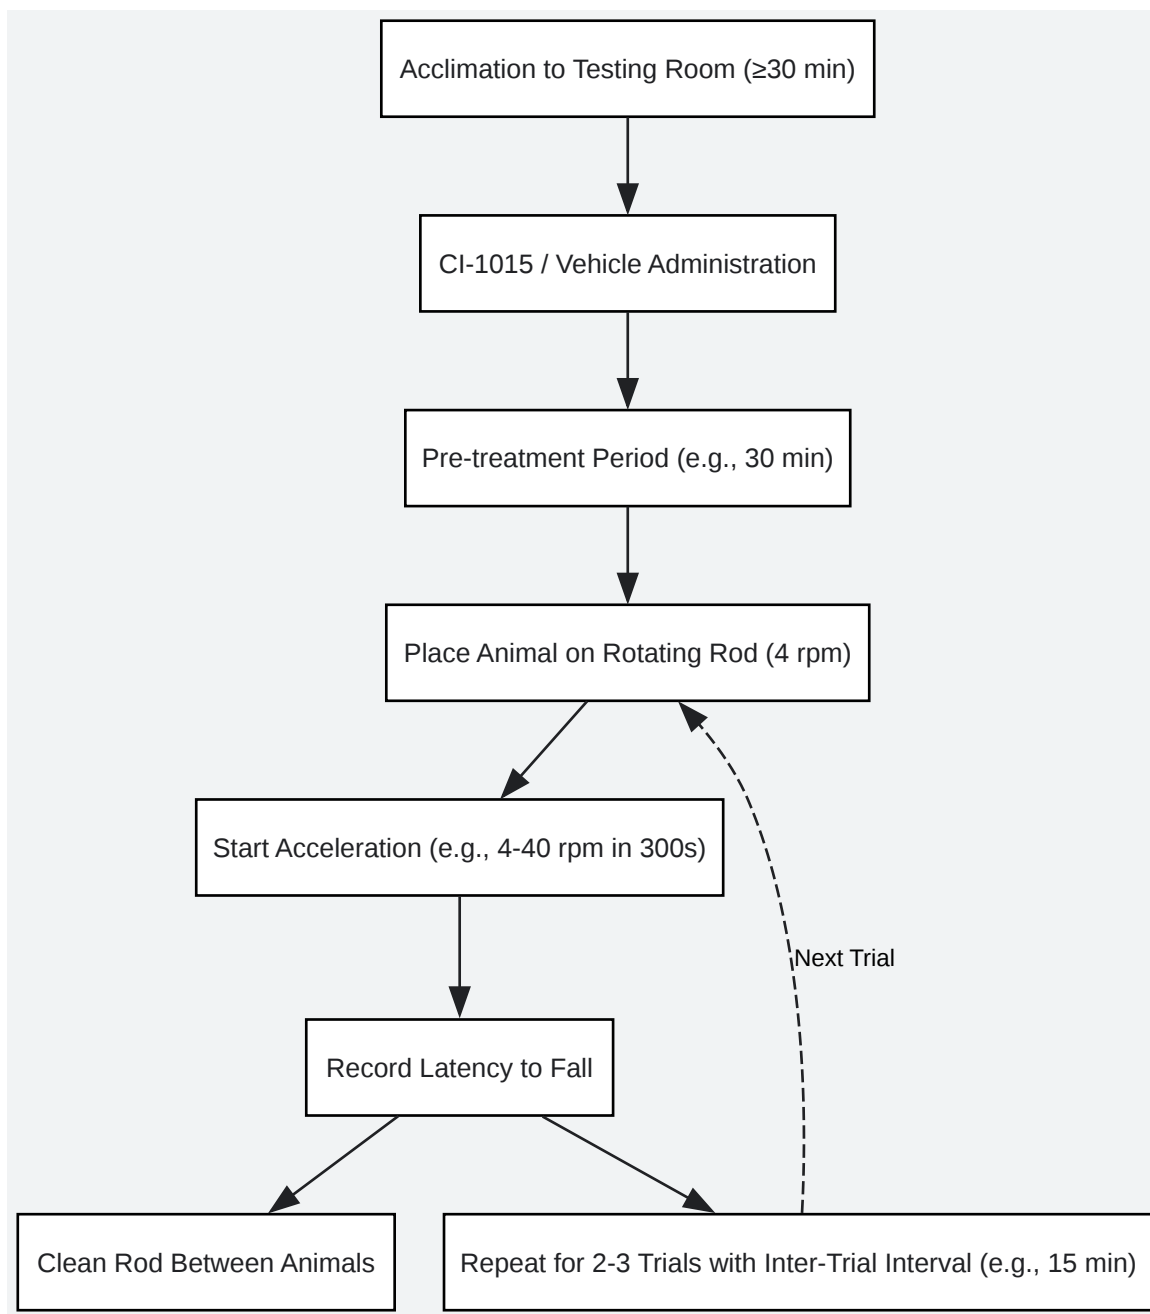 Acclimation to Testing Room (≥30 min)
CI-1015 / Vehicle Administration
Pre-treatment Period (e.g., 30 min)
Place Animal on Rotating Rod (4 rpm)
Start Acceleration (e.g., 4-40 rpm in 300s)
Next Trial
Record Latency to Fall
Clean Rod Between Animals
Repeat for 2-3 Trials with Inter-Trial Interval (e.g., 15 min)